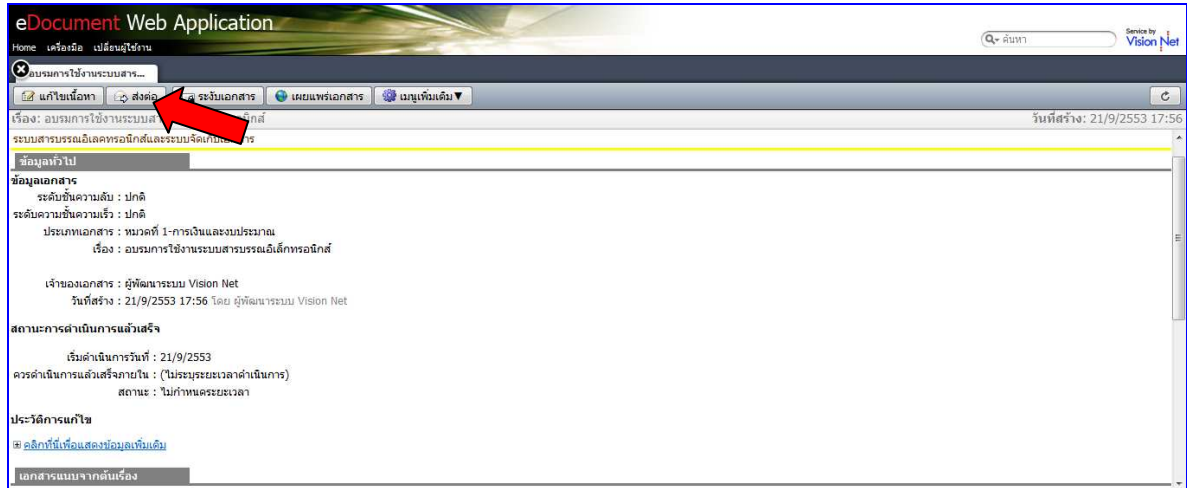 eDocument Web Application
Home เครื่องมือ เปลี่ยนผู้ใช้งาน
ค้นหา
Service by
Vision Net
อบรมการใช้งานระบบสาร...
แก้ไขเนื้อหา ส่งต่อ ระงับเอกสาร เผยแพร่เอกสาร เมนูเพิ่มเติม▼
เรื่อง: อบรมการใช้งานระบบสา นิกส์ วันที่สร้าง: 21/9/2553 17:56
ระบบสารบรรณอิเลคทรอนิกส์และระบบจัดเก็บเอกสาร
ข้อมูลทั่วไป
ข้อมูลเอกสาร
ระดับชั้นความลับ : ปกติ
ระดับความชั้นความเร็ว : ปกติ
ประเภทเอกสาร : หมวดที่ 1-การเงินและงบประมาณ
เรื่อง : อบรมการใช้งานระบบสารบรรณอิเล็กทรอนิกส์
เจ้าของเอกสาร : ผู้พัฒนาระบบ Vision Net
วันที่สร้าง : 21/9/2553 17:56 โดย ผู้พัฒนาระบบ Vision Net
สถานะการดำเนินการแล้วเสร็จ
เริ่มดำเนินการวันที่ : 21/9/2553
ควรดำเนินการแล้วเสร็จภายใน : (ไม่ระบุระยะเวลาดำเนินการ)
สถานะ : ไม่กำหนดระยะเวลา
ประวัติการแก้ไข
คลิกที่นี่เพื่อแสดงข้อมูลเพิ่มเติม
เอกสารแนบจากต้นเรื่อง